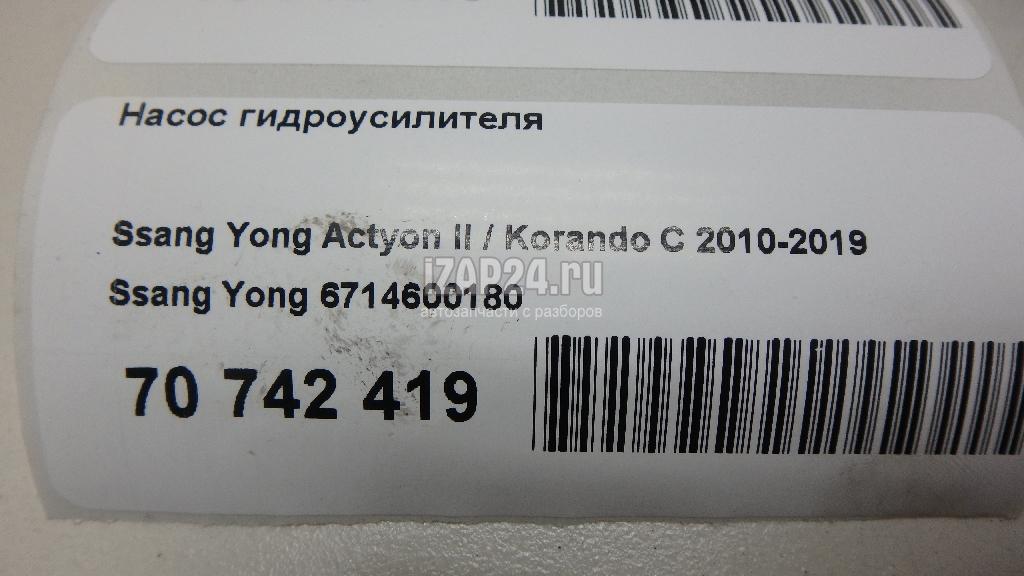 Насос гидроусилителя
Ssang Yong Actyon II / Korando C 2010-2019
iZAP24.ru
Ssang Yong 6714600180
автозапчасти с разборов
70 742 419